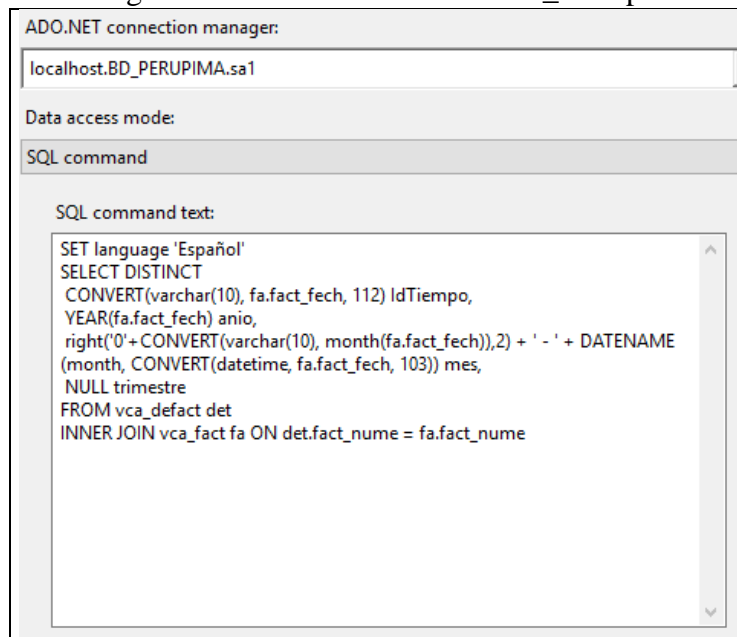 ADO.NET connection manager:
localhost.BD_PERUPIMA.sa1
Data access mode:
SQL command
SQL command text:
SET language 'Español'
SELECT DISTINCT
CONVERT(varchar(10), fa.fact_fech, 112) IdTiempo,
YEAR(fa.fact_fech) anio,
right('0'+CONVERT(varchar(10), month(fa.fact_fech)),2) + ' - ' + DATENAME
(month, CONVERT(datetime, fa.fact_fech, 103)) mes,
NULL trimestre
FROM vca_defact det
INNER JOIN vca_fact fa ON det.fact_nume = fa.fact_nume